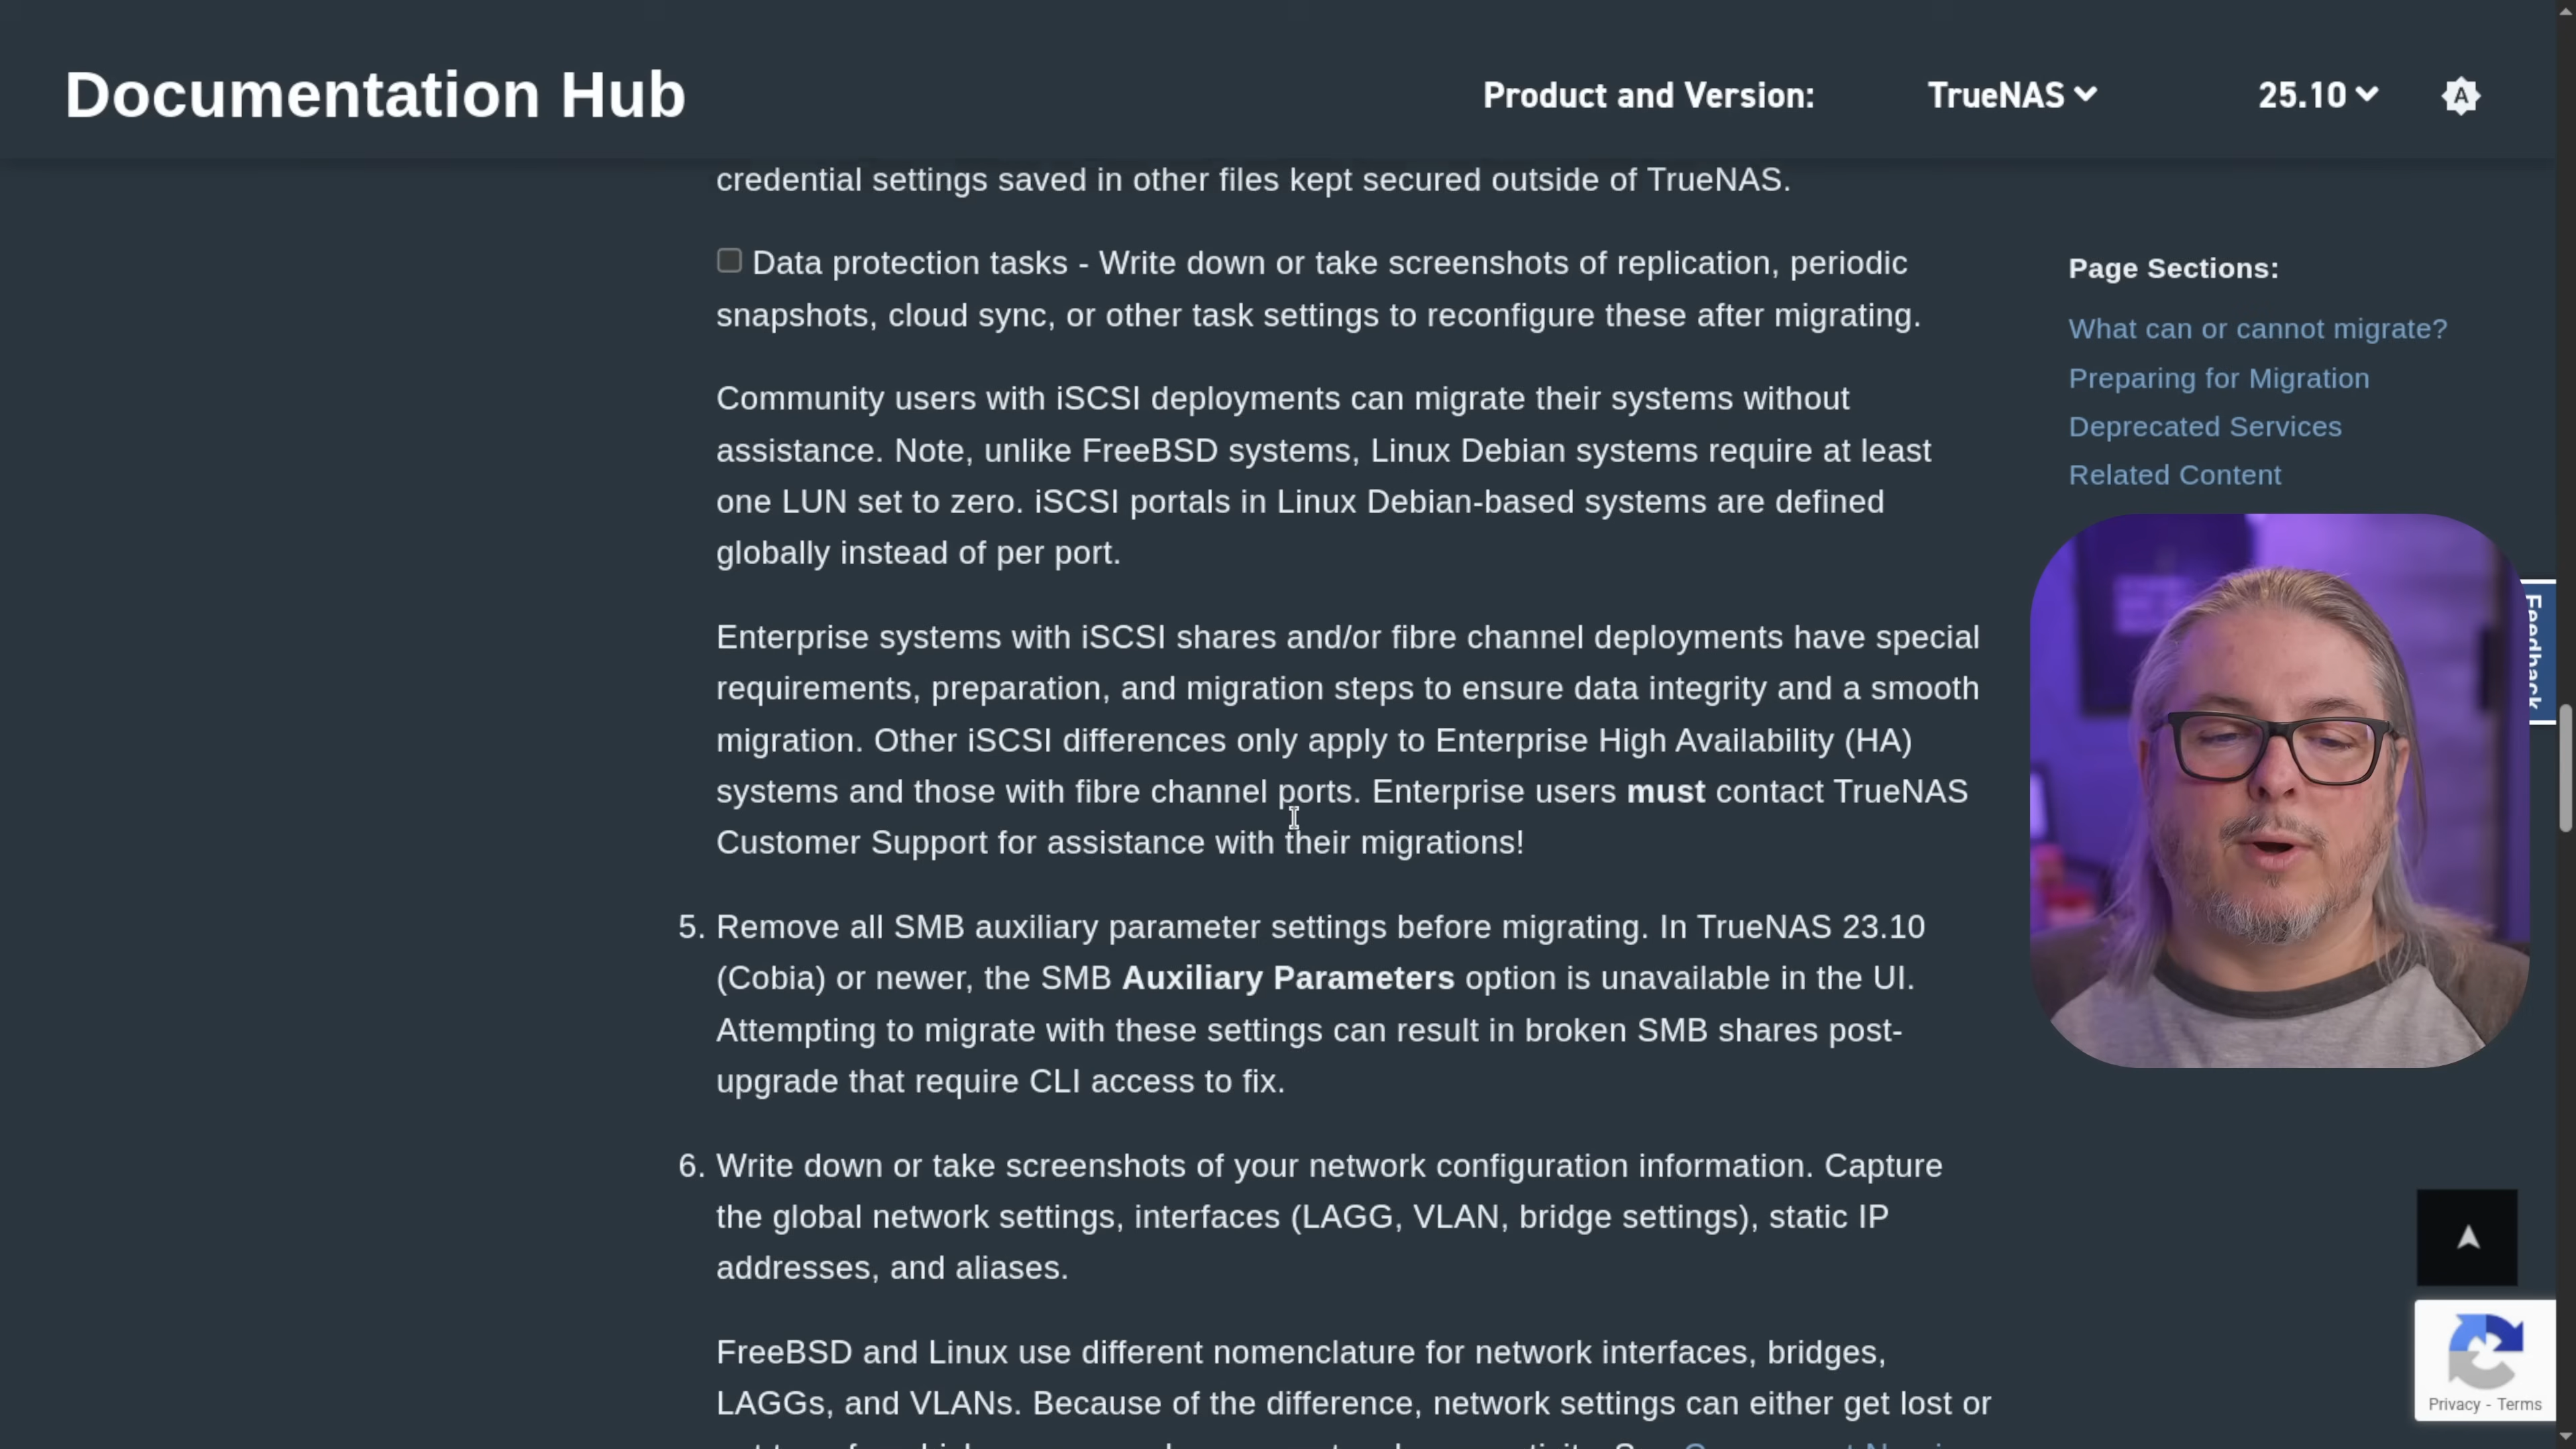 Documentation Hub
Product and Version:
TrueNAS
25.10
A
credential settings saved in other files kept secured outside of TrueNAS.
Data protection tasks - Write down or take screenshots of replication, periodic
snapshots, cloud sync, or other task settings to reconfigure these after migrating.
Community users with iSCSI deployments can migrate their systems without
assistance. Note, unlike FreeBSD systems, Linux Debian systems require at least
one LUN set to zero. iSCSI portals in Linux Debian-based systems are defined
globally instead of per port.
Enterprise systems with iSCSI shares and/or fibre channel deployments have special
requirements, preparation, and migration steps to ensure data integrity and a smooth
migration. Other iSCSI differences only apply to Enterprise High Availability (HA)
systems and those with fibre channel ports. Enterprise users must contact TrueNAS
Customer Support for assistance with their migrations!
5. Remove all SMB auxiliary parameter settings before migrating. In TrueNAS 23.10
(Cobia) or newer, the SMB Auxiliary Parameters option is unavailable in the UI.
Attempting to migrate with these settings can result in broken SMB shares post-
upgrade that require CLI access to fix.
6. Write down or take screenshots of your network configuration information. Capture
the global network settings, interfaces (LAGG, VLAN, bridge settings), static IP
addresses, and aliases.
FreeBSD and Linux use different nomenclature for network interfaces, bridges,
LAGGs, and VLANs. Because of the difference, network settings can either get lost or
Page Sections:
What can or cannot migrate?
Preparing for Migration
Deprecated Services
Related Content
Feedback
Privacy - Terms